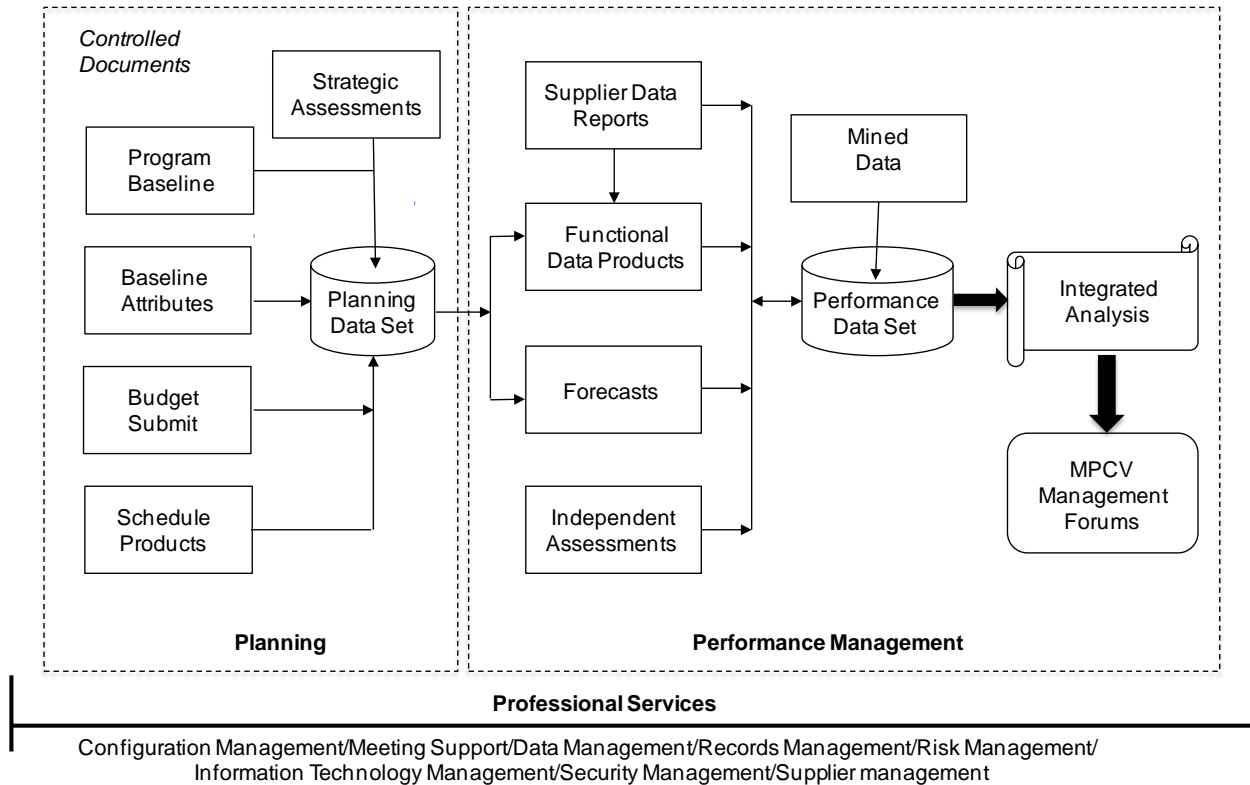 Controlled
Documents
Strategic
Assessments
Program
Baseline
Baseline
Attributes
Budget
Submit
Schedule
Products
Planning
Data Set
Planning
Supplier Data
Reports
Functional
Data Products
Forecasts
Independent
Assessments
Mined
Data
Performance
Data Set
Integrated
Analysis
MPCV
Management
Forums
Performance Management
Professional Services
Configuration Management/Meeting Support/Data Management/Records Management/Risk Management/
Information Technology Management/Security Management/Supplier management